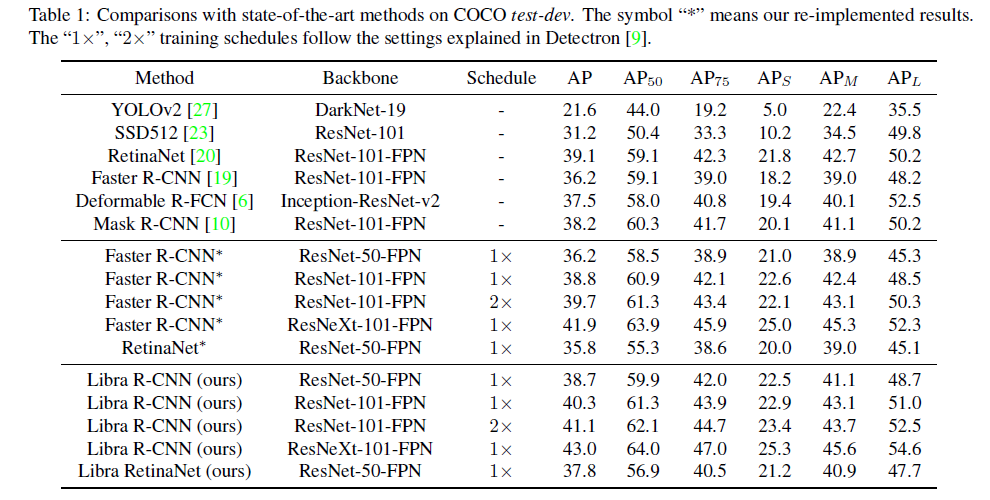 Table 1: Comparisons with state-of-the-art methods on COCO test-dev. The symbol “*” means our re-implemented results.
The “1×”, “2×” training schedules follow the settings explained in Detectron [9].
Method Backbone Schedule AP AP50 AP75 APS APM APL
YOLOv2 [27] DarkNet-19 - 21.6 44.0 19.2 5.0 22.4 35.5
SSD512 [23] ResNet-101 - 31.2 50.4 33.3 10.2 34.5 49.8
RetinaNet [20] ResNet-101-FPN - 39.1 59.1 42.3 21.8 42.7 50.2
Faster R-CNN [19] ResNet-101-FPN - 36.2 59.1 39.0 18.2 39.0 48.2
Deformable R-FCN [6] Inception-ResNet-v2 - 37.5 58.0 40.8 19.4 40.1 52.5
Mask R-CNN [10] ResNet-101-FPN - 38.2 60.3 41.7 20.1 41.1 50.2
Faster R-CNN* ResNet-50-FPN 1× 36.2 58.5 38.9 21.0 38.9 45.3
Faster R-CNN* ResNet-101-FPN 1× 38.8 60.9 42.1 22.6 42.4 48.5
Faster R-CNN* ResNet-101-FPN 2× 39.7 61.3 43.4 22.1 43.1 50.3
Faster R-CNN* ResNeXt-101-FPN 1× 41.9 63.9 45.9 25.0 45.3 52.3
RetinaNet* ResNet-50-FPN 1× 35.8 55.3 38.6 20.0 39.0 45.1
Libra R-CNN (ours) ResNet-50-FPN 1× 38.7 59.9 42.0 22.5 41.1 48.7
Libra R-CNN (ours) ResNet-101-FPN 1× 40.3 61.3 43.9 22.9 43.1 51.0
Libra R-CNN (ours) ResNet-101-FPN 2× 41.1 62.1 44.7 23.4 43.7 52.5
Libra R-CNN (ours) ResNeXt-101-FPN 1× 43.0 64.0 47.0 25.3 45.6 54.6
Libra RetinaNet (ours) ResNet-50-FPN 1× 37.8 56.9 40.5 21.2 40.9 47.7